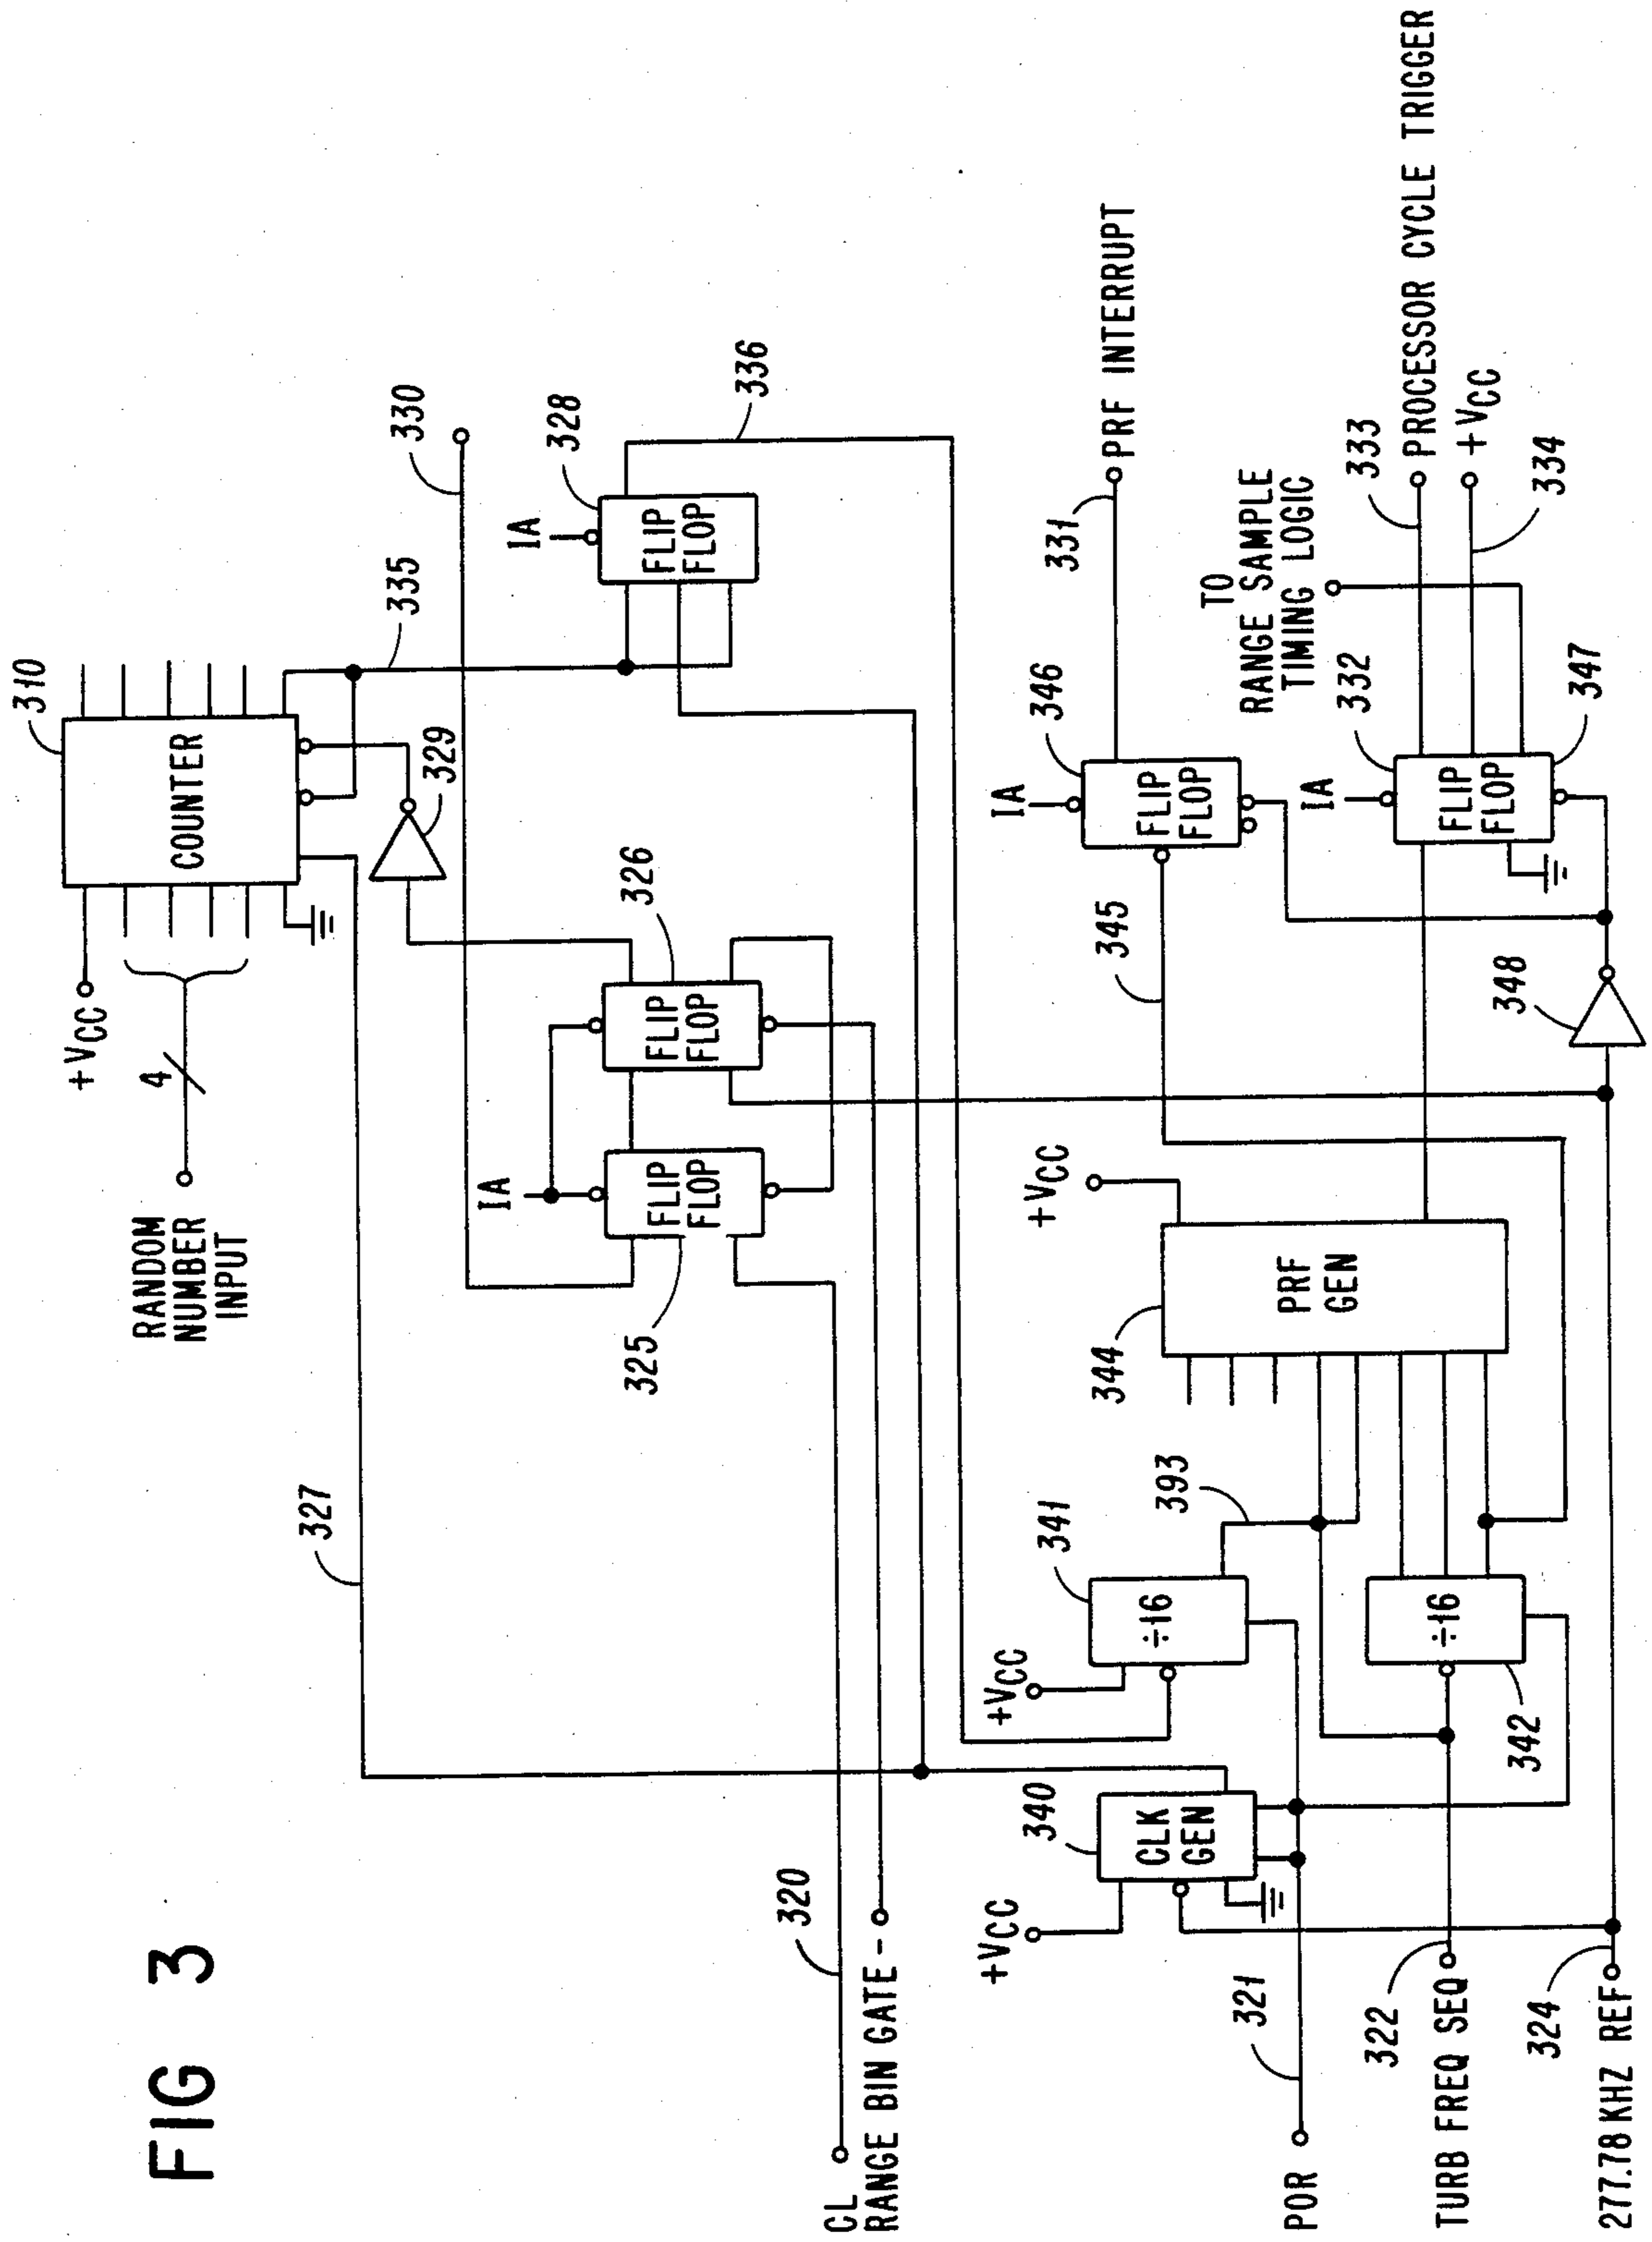 FIG 3
RANDOM
NUMBER
INPUT
4
+VCC
310
COUNTER
327
329
335
330
IA
325
FLIP
FLOP
326
FLIP
FLOP
IA
328
FLIP
FLOP
336
320
CL
RANGE BIN GATE-
+VCC
340
CLK
GEN
+VCC
341
÷16
393
344
PRF
GEN
+VCC
345
346
IA
FLIP
FLOP
331
PRF INTERRUPT
321
POR
322
TURB FREQ SEQ
324
277.78 KHZ REF
342
÷16
348
332
IA
FLIP
FLOP
347
TO
RANGE SAMPLE
TIMING LOGIC
333
PROCESSOR CYCLE TRIGGER
+VCC
334